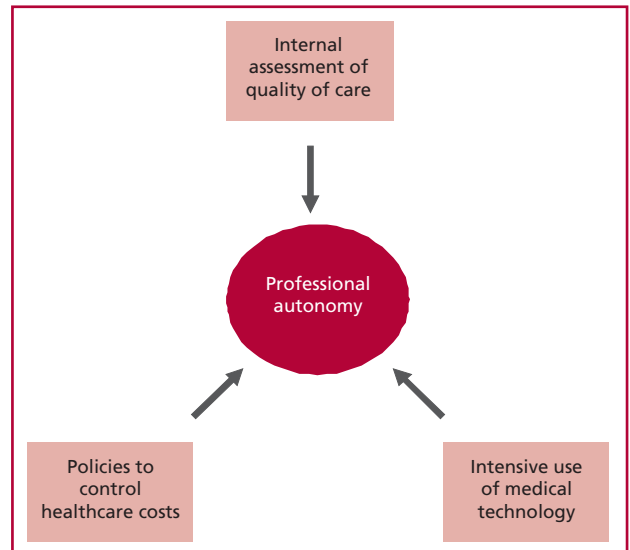 Internal
assessment of
quality of care
Professional
autonomy
Policies to
control
healthcare costs
Intensive use
of medical
technology